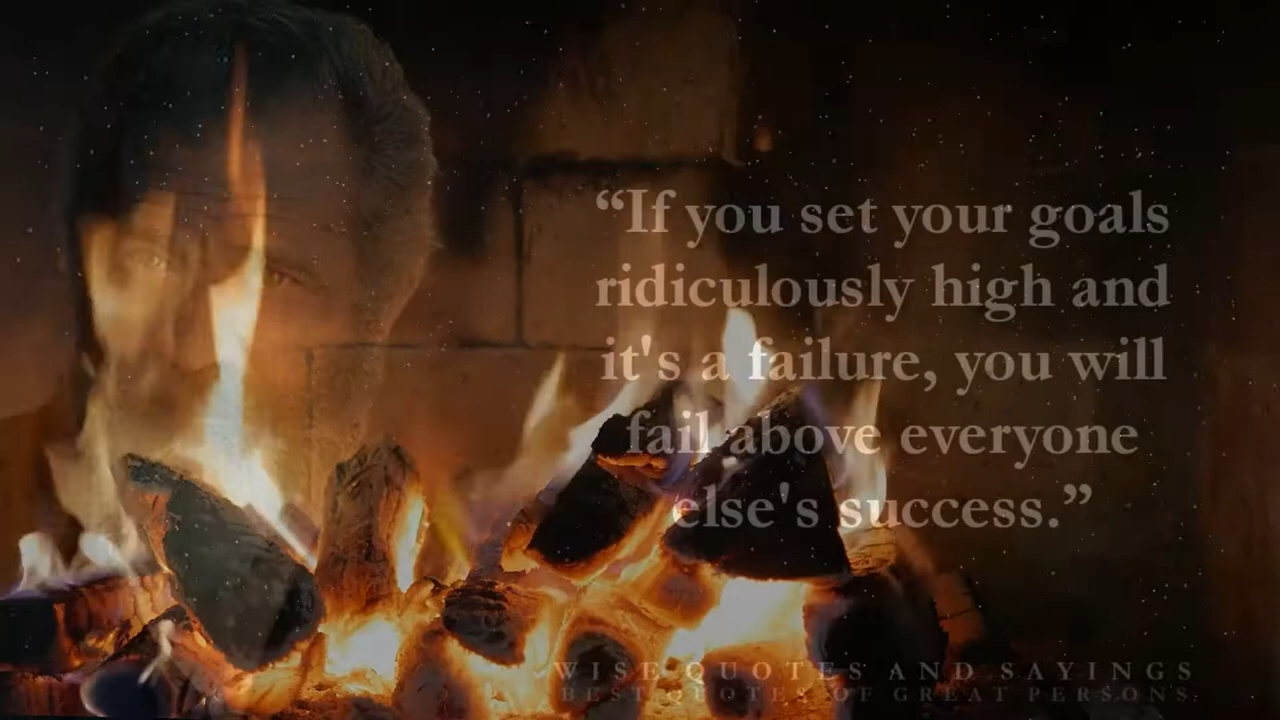 “If you set your goals
ridiculously high and
it's a failure, you will
fail above everyone
else's success.”
WISE QUOTES AND SAYINGS
BEST QUOTES OF GREAT PERSONS